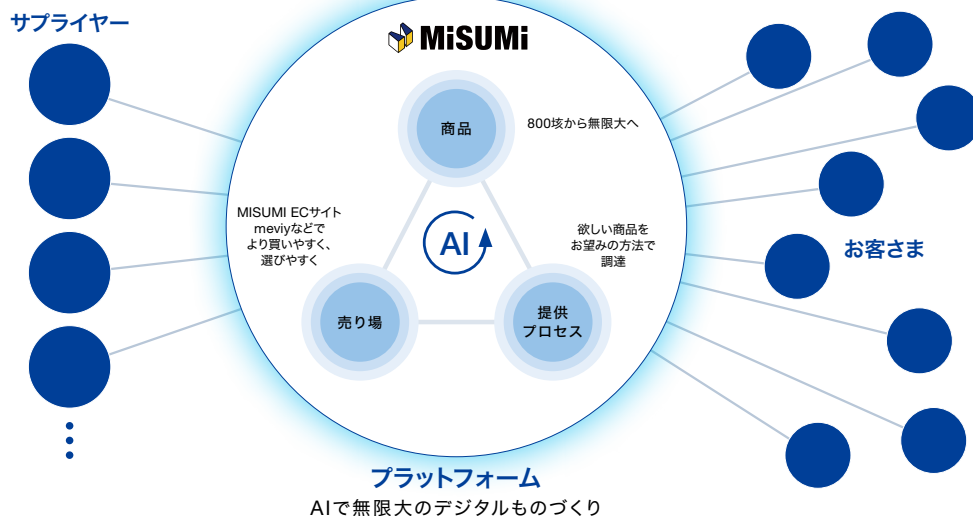 サプライヤー
MiSUMi
商品
800垓から無限大へ
MISUMI ECサイト
meviyなどで
より買いやすく、
選びやすく
AI
欲しい商品を
お望みの方法で
調達
お客さま
売り場
提供
プロセス
プラットフォーム
AIで無限大のデジタルものづくり